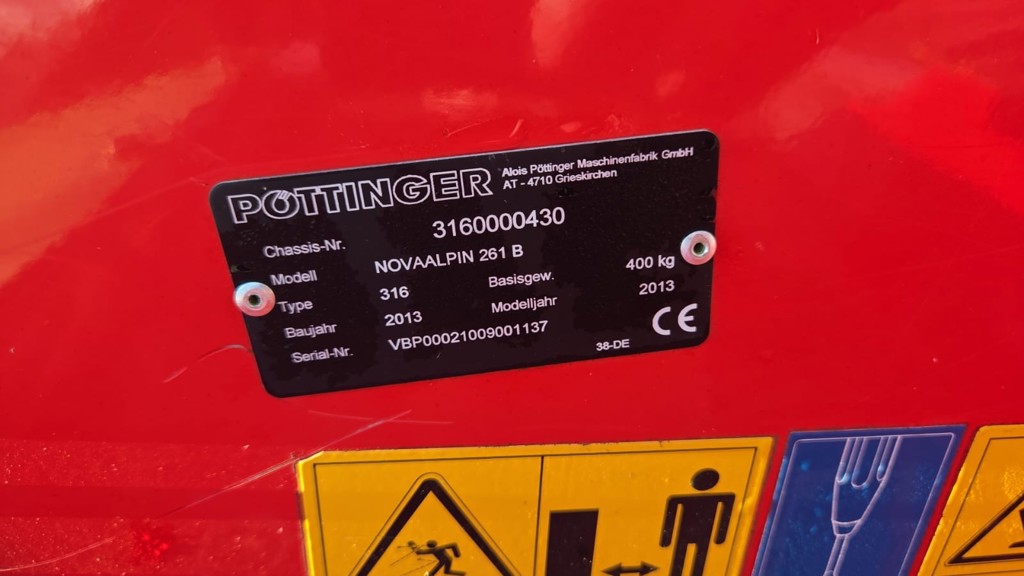 PÖTTINGER Alois Pöttinger Maschinenfabrik GmbH
AT - 4710 Grieskirchen
Chassis-Nr. 3160000430
Modell NOVAALPIN 261 B
Type 316 Basisgew. 400 kg
Baujahr 2013 Modelljahr 2013
Serial-Nr. VBP00021009001137
38-DE CE